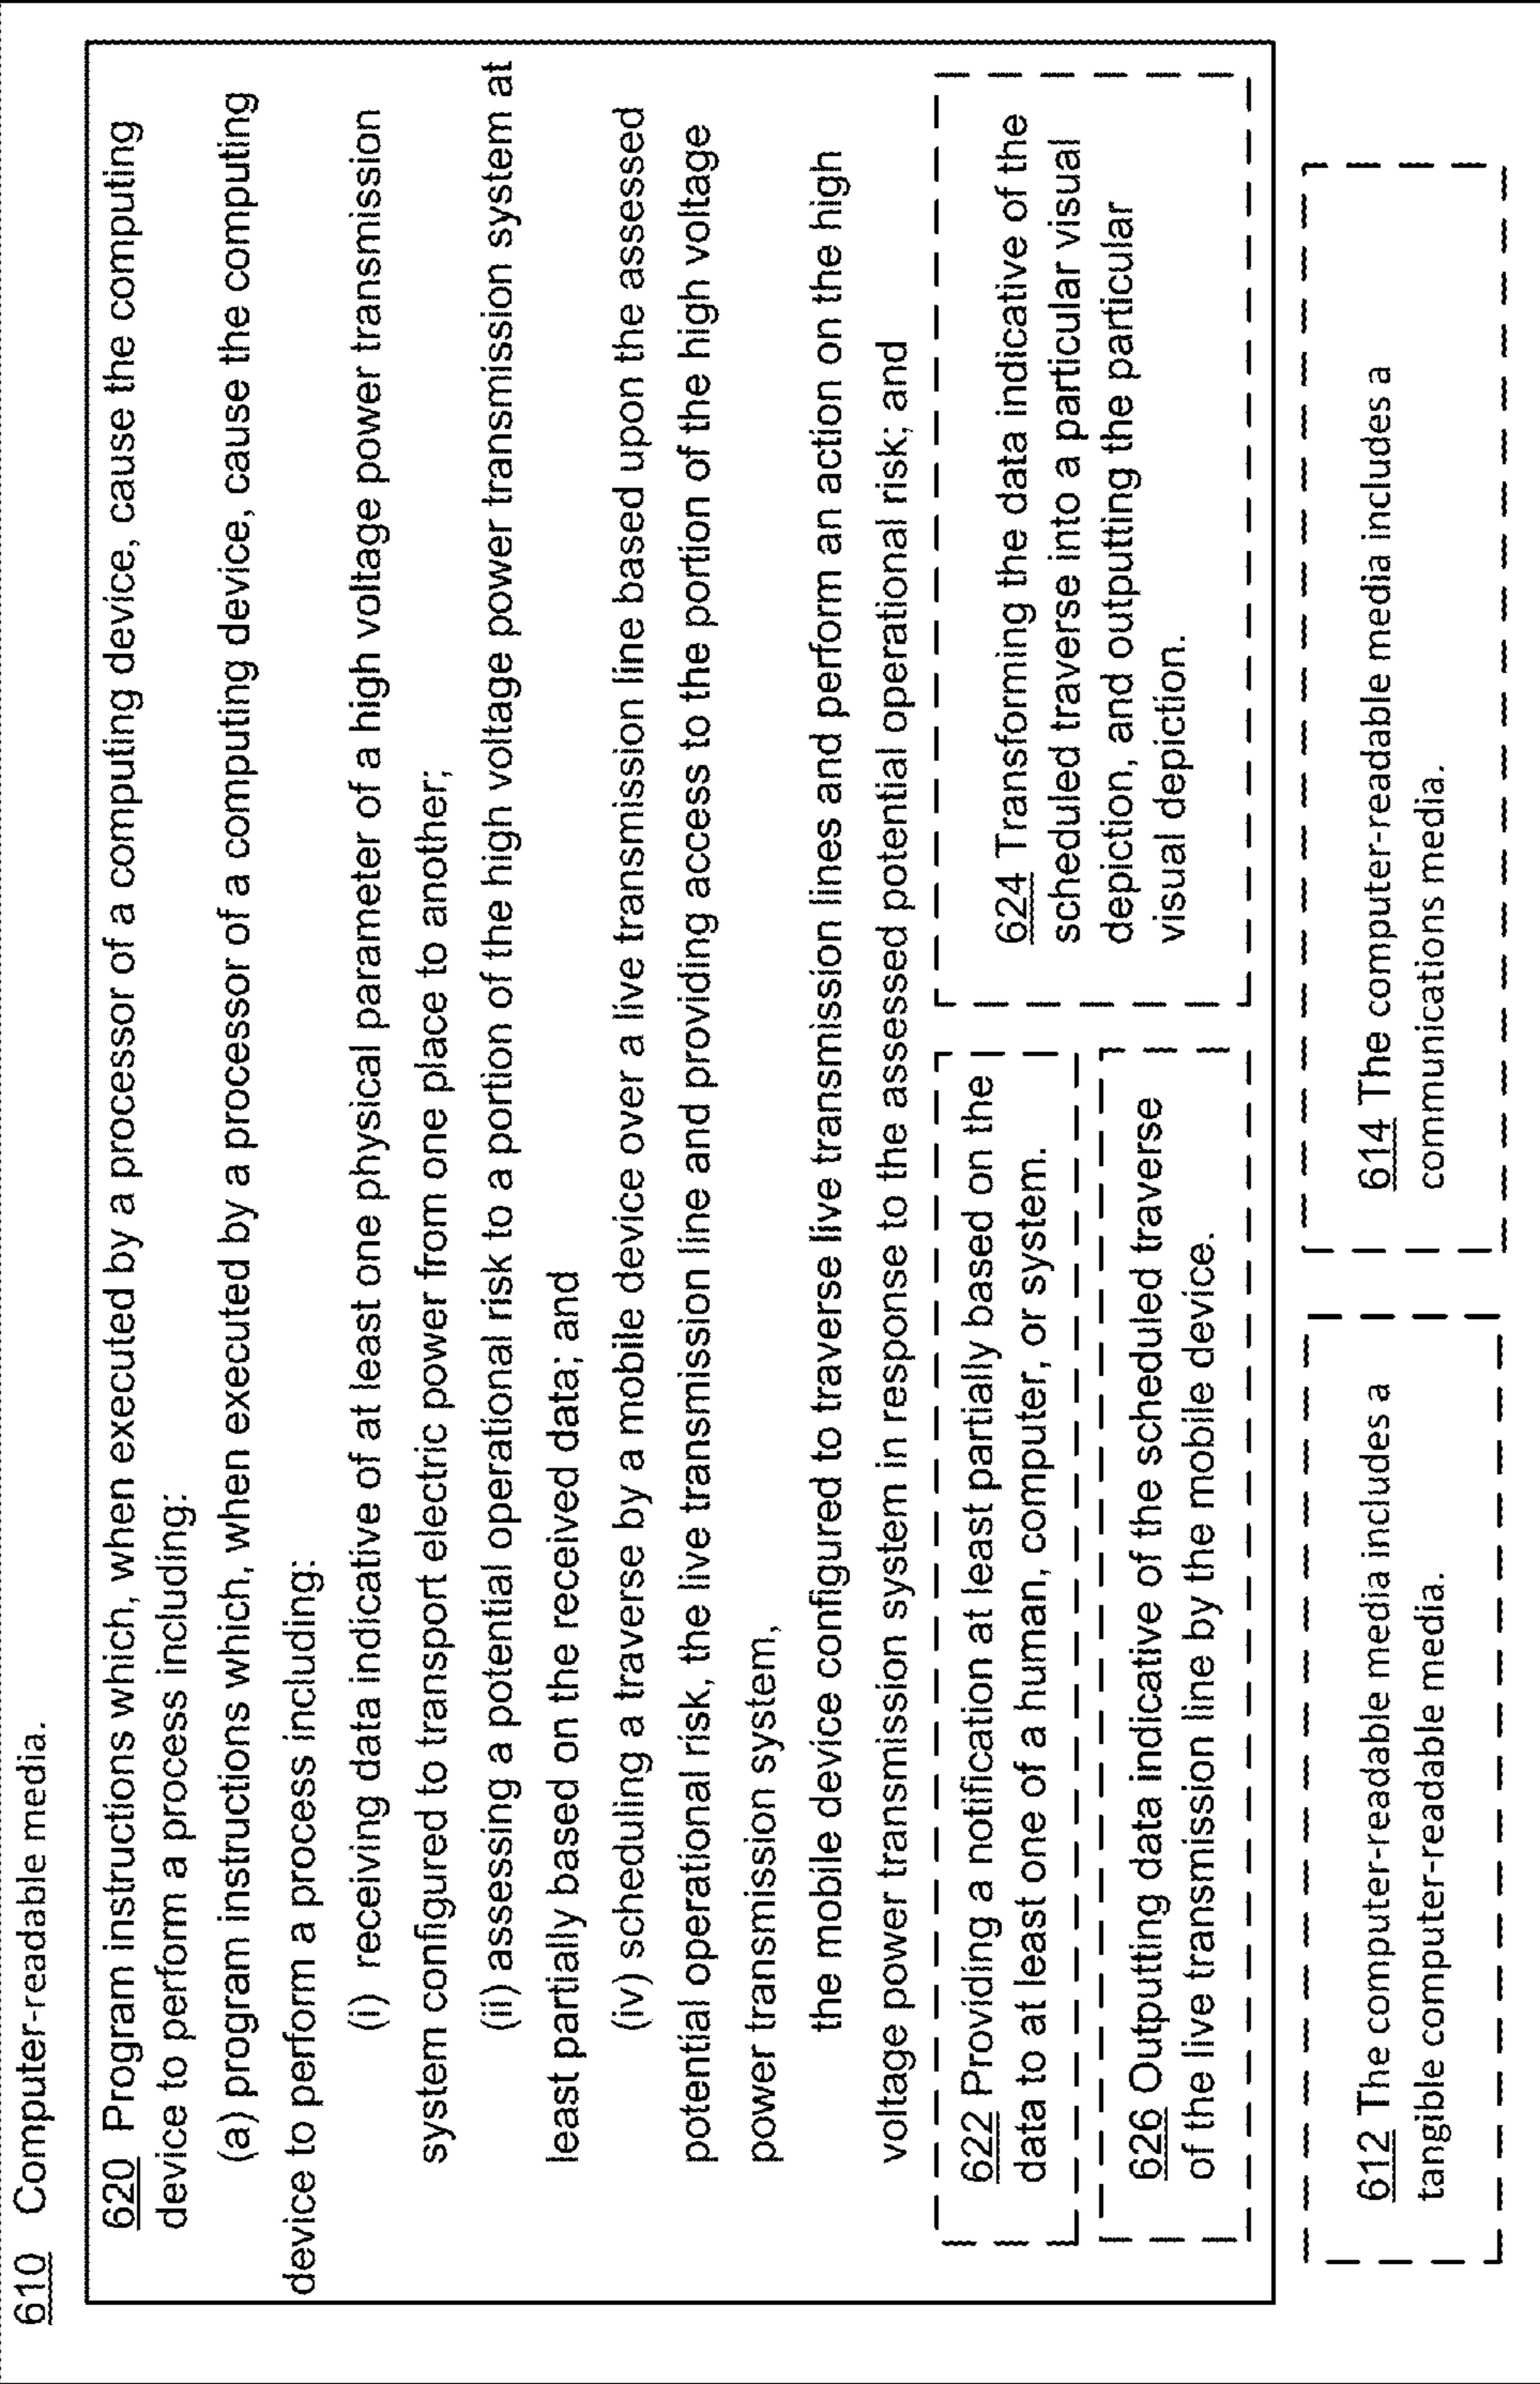 610 Computer-readable media.
620 Program instructions which, when executed by a processor of a computing device, cause the computing
device to perform a process including:
(a) program instructions which, when executed by a processor of a computing device, cause the computing
device to perform a process including:
(i) receiving data indicative of at least one physical parameter of a high voltage power transmission
system configured to transport electric power from one place to another;
(ii) assessing a potential operational risk to a portion of the high voltage power transmission system at
least partially based on the received data; and
(iv) scheduling a traverse by a mobile device over a live transmission line based upon the assessed
potential operational risk, the live transmission line and providing access to the portion of the high voltage
power transmission system,
the mobile device configured to traverse live transmission lines and perform an action on the high
voltage power transmission system in response to the assessed potential operational risk; and
622 Providing a notification at least partially based on the
data to at least one of a human, computer, or system.
626 Outputting data indicative of the scheduled traverse
of the live transmission line by the mobile device.
624 Transforming the data indicative of the
scheduled traverse into a particular visual
depiction, and outputting the particular
visual depiction.
612 The computer-readable media includes a
tangible computer-readable media.
614 The computer-readable media includes a
communications media.